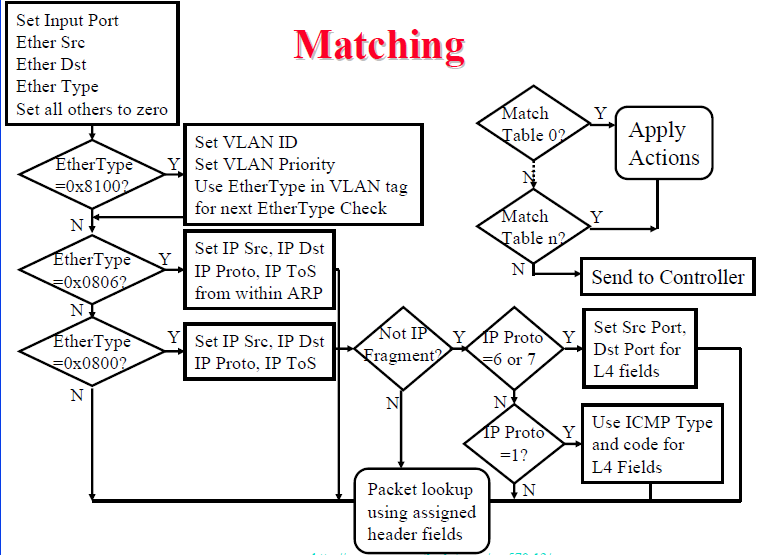 Matching
Set Input Port
Ether Src
Ether Dst
Ether Type
Set all others to zero
EtherType
=0x8100?
Y
N
Set VLAN ID
Set VLAN Priority
Use EtherType in VLAN tag
for next EtherType Check
EtherType
=0x0806?
Y
N
Set IP Src, IP Dst
IP Proto, IP ToS
from within ARP
EtherType
=0x0800?
Y
N
Set IP Src, IP Dst
IP Proto, IP ToS
Not IP
Fragment?
Y
N
IP Proto
=6 or 7
Y
N
Set Src Port,
Dst Port for
L4 fields
IP Proto
=1?
Y
N
Use ICMP Type
and code for
L4 Fields
Packet lookup
using assigned
header fields
Match
Table 0?
Y
N
Apply
Actions
Match
Table n?
Y
N
Send to Controller